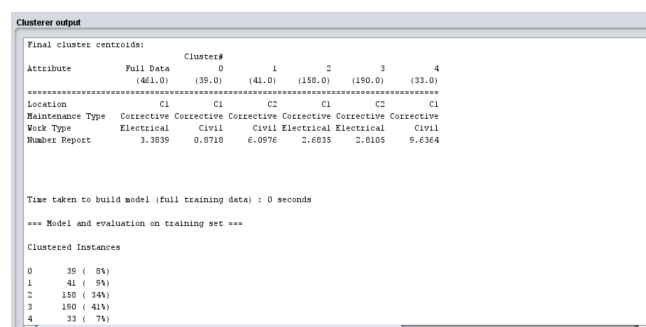 Clusterer output
Final cluster centroids:
Cluster#
Attribute Full Data 0 1 2 3 4
(461.0) (39.0) (41.0) (158.0) (190.0) (33.0)
================================================================================
Location C1 C1 C2 C1 C2 C1
Maintenance Type Corrective Corrective Corrective Corrective Corrective Corrective
Work Type Electrical Civil Civil Electrical Electrical Civil
Number Report 3.3839 0.8718 6.0976 2.6835 2.8105 9.6364
Time taken to build model (full training data) : 0 seconds
=== Model and evaluation on training set ===
Clustered Instances
0 39 ( 8%)
1 41 ( 9%)
2 158 ( 34%)
3 190 ( 41%)
4 33 ( 7%)